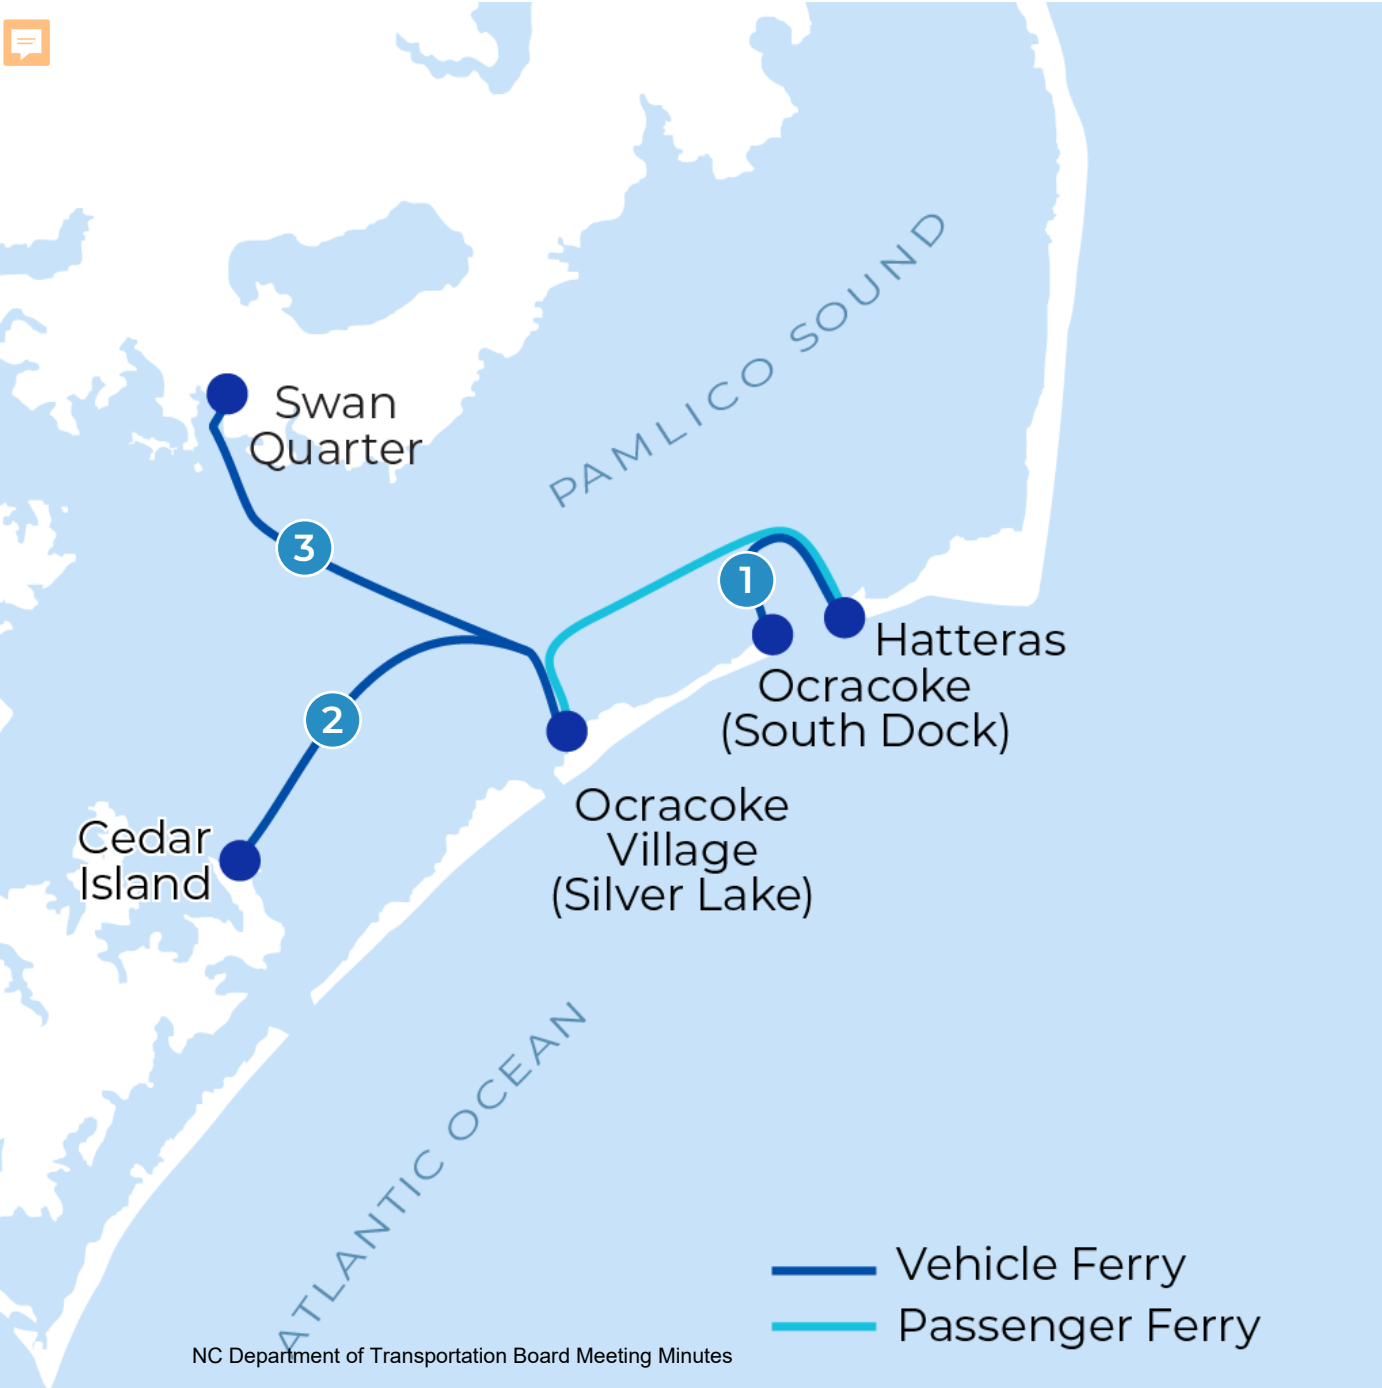 PAMLICO SOUND
Swan
Quarter
3
1
Hatteras
Ocracoke
(South Dock)
2
Ocracoke
Village
(Silver Lake)
Cedar
Island
ATLANTIC OCEAN
Vehicle Ferry
Passenger Ferry
NC Department of Transportation Board Meeting Minutes